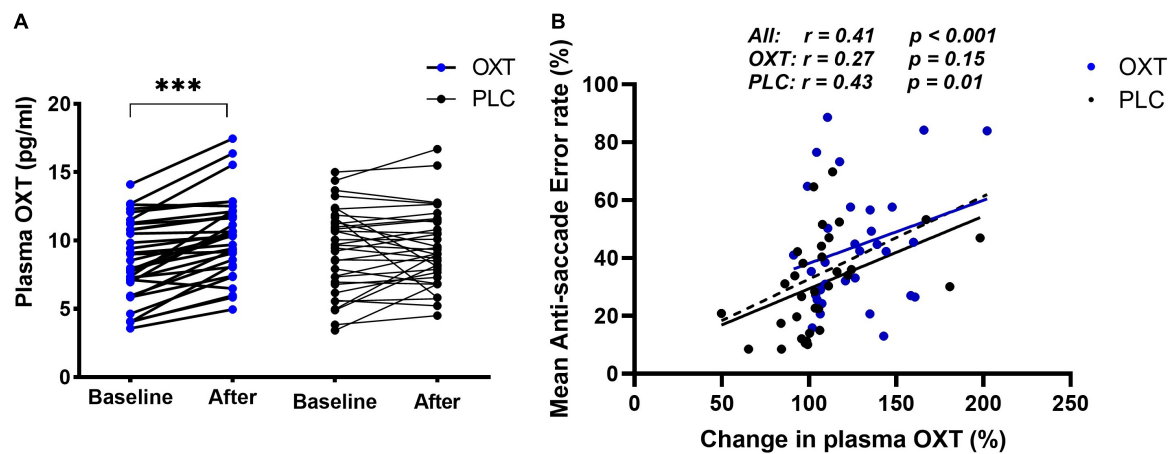 A
***
OXT
PLC
Plasma OXT (pg/ml)
20
15
10
5
0
Baseline After Baseline After
B
All: r = 0.41 p < 0.001
OXT: r = 0.27 p = 0.15
PLC: r = 0.43 p = 0.01
OXT
PLC
Mean Anti-saccade Error rate (%)
100
80
60
40
20
0
0 50 100 150 200 250
Change in plasma OXT (%)